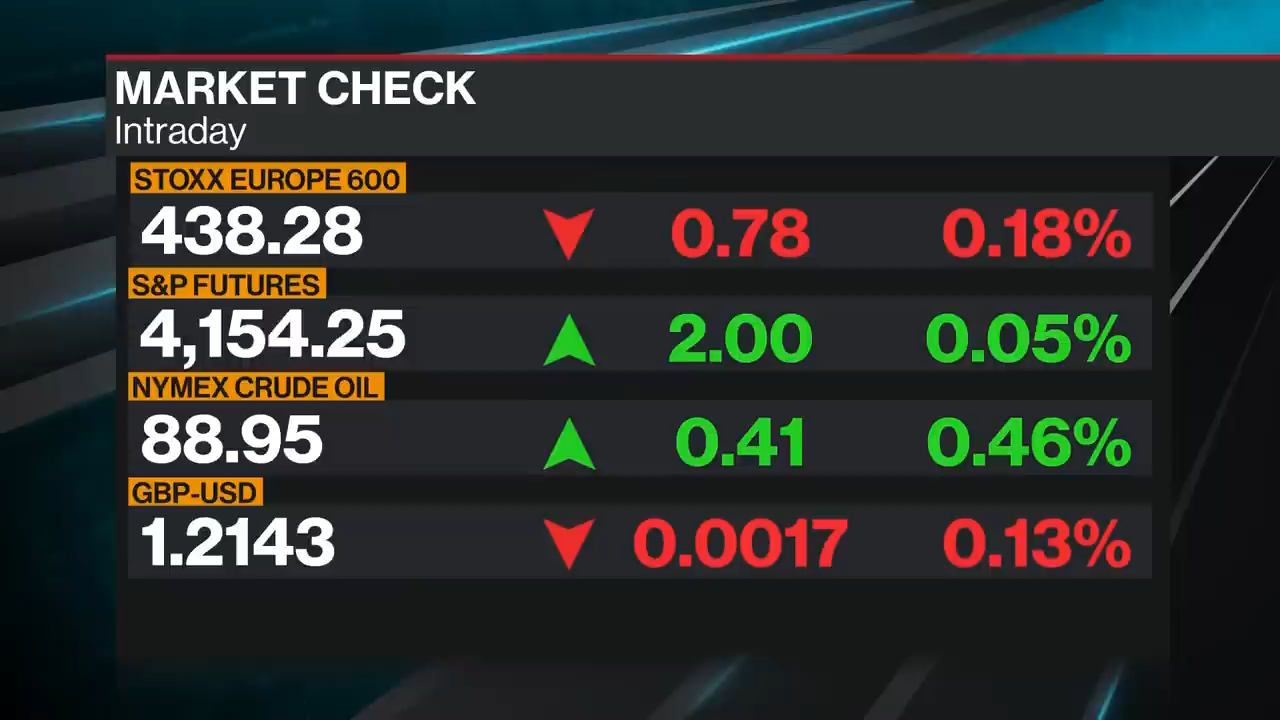 MARKET CHECK
Intraday
STOXX EUROPE 600
438.28 0.78 0.18%
S&P FUTURES
4,154.25 2.00 0.05%
NYMEX CRUDE OIL
88.95 0.41 0.46%
GBP-USD
1.2143 0.0017 0.13%